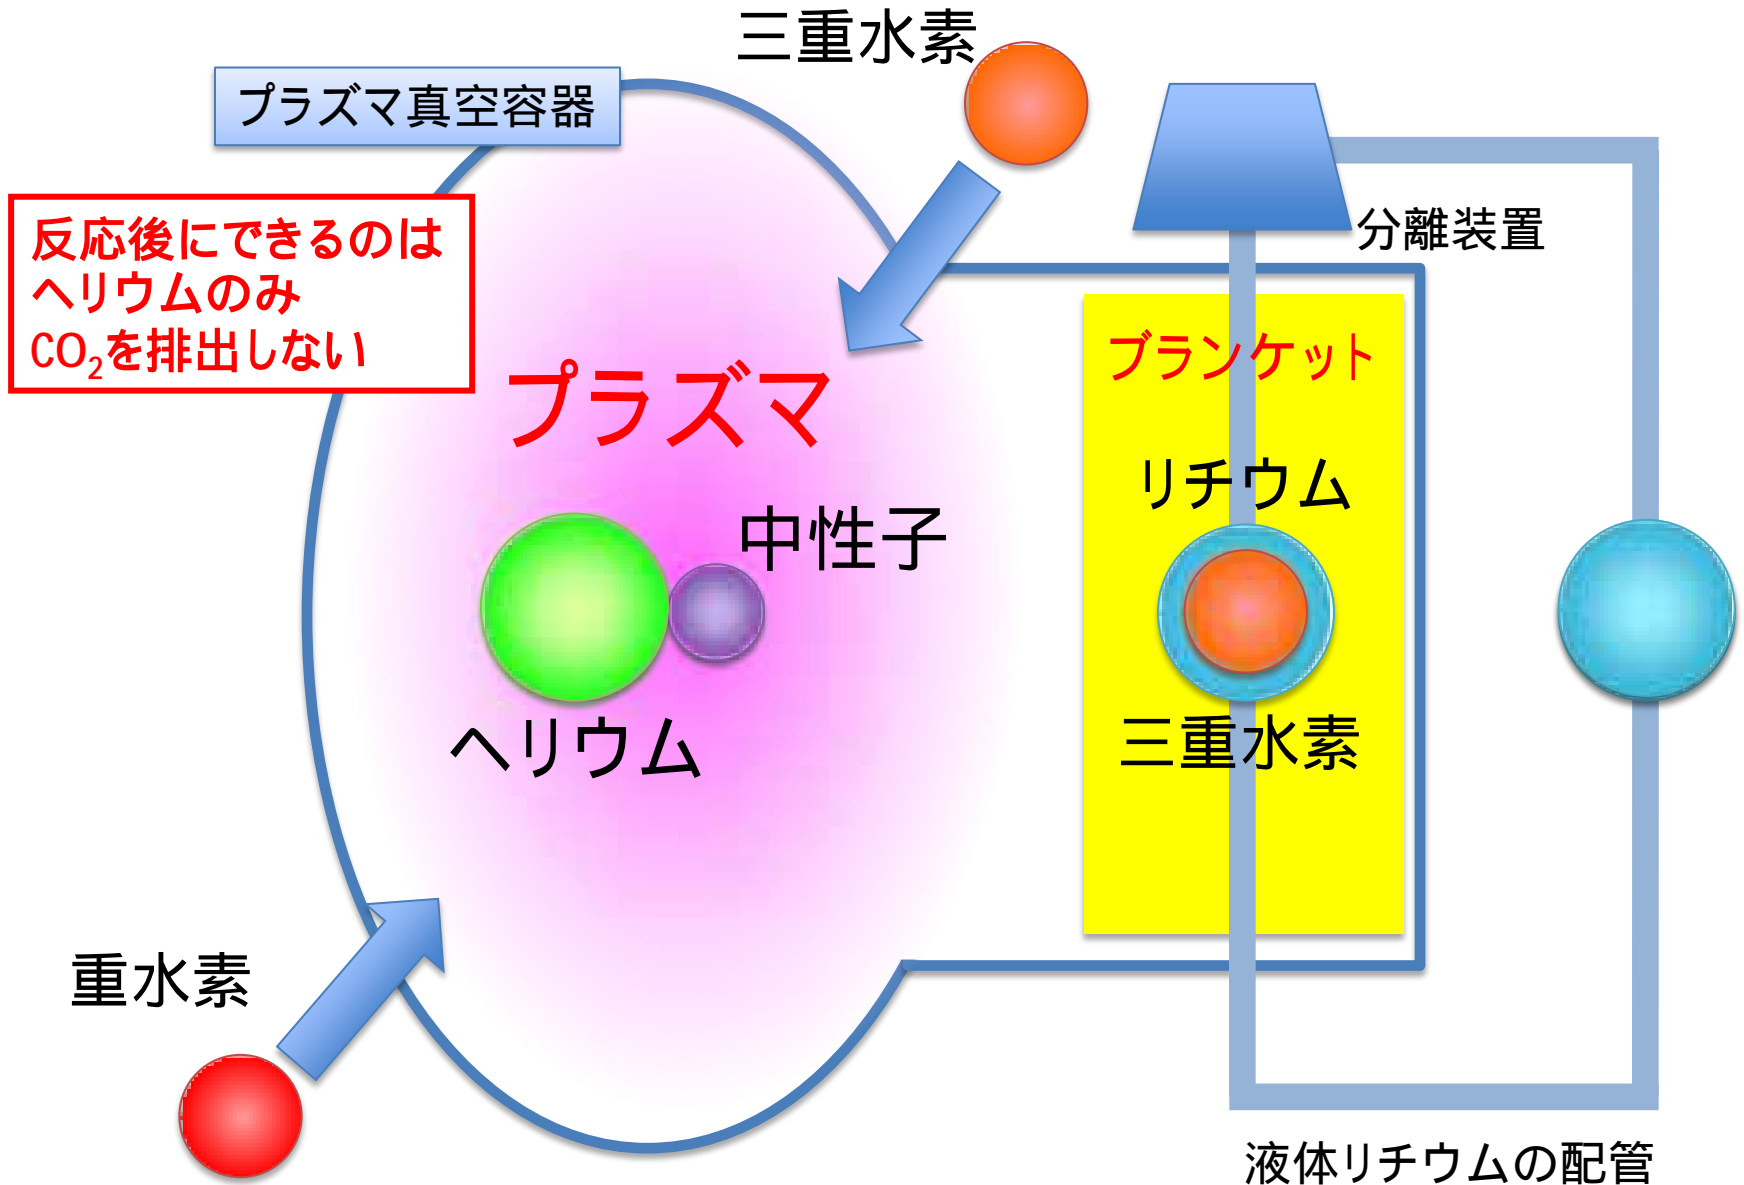 三重水素
プラズマ真空容器
反応後にできるのは
ヘリウムのみ
CO₂を排出しない
分離装置
プラズマ
ブランケット
リチウム
中性子
ヘリウム
三重水素
重水素
液体リチウムの配管